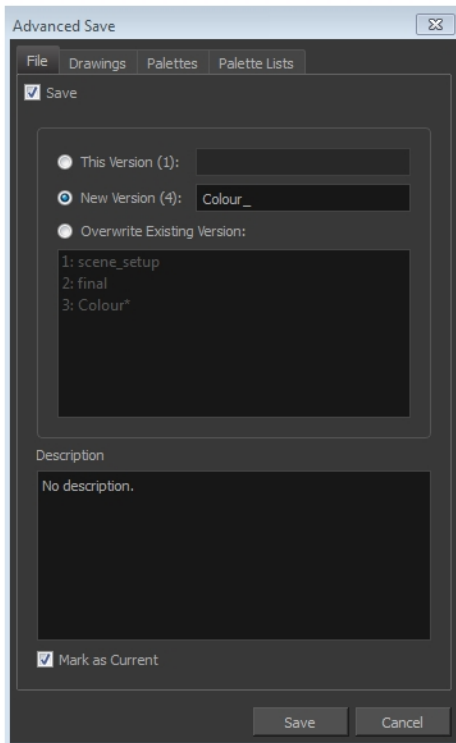 Advanced Save
File Drawings Palettes Palette Lists
Save
This Version (1):
New Version (4): Colour_
Overwrite Existing Version:
1: scene_setup
2: final
3: Colour*
Description
No description.
Mark as Current
Save Cancel